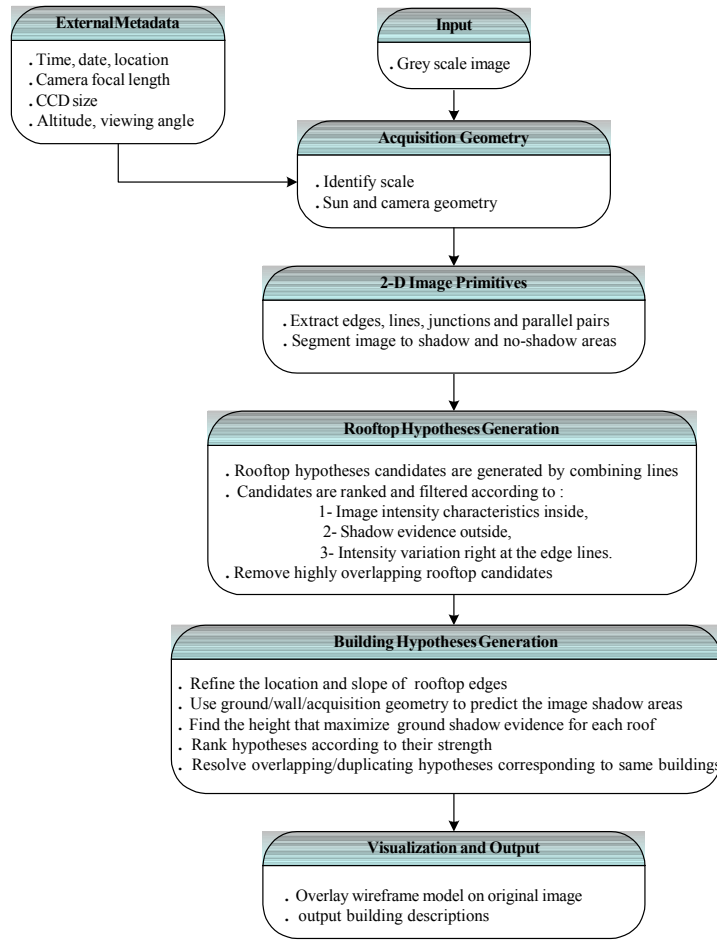 External Metadata
. Time, date, location
. Camera focal length
. CCD size
. Altitude, viewing angle
Input
. Grey scale image
Acquisition Geometry
. Identify scale
. Sun and camera geometry
2-D Image Primitives
. Extract edges, lines, junctions and parallel pairs
. Segment image to shadow and no-shadow areas
Rooftop Hypotheses Generation
. Rooftop hypotheses candidates are generated by combining lines
. Candidates are ranked and filtered according to :
1- Image intensity characteristics inside,
2- Shadow evidence outside,
3- Intensity variation right at the edge lines.
. Remove highly overlapping rooftop candidates
Building Hypotheses Generation
. Refine the location and slope of rooftop edges
. Use ground/wall/acquisition geometry to predict the image shadow areas
. Find the height that maximize ground shadow evidence for each roof
. Rank hypotheses according to their strength
. Resolve overlapping/duplicating hypotheses corresponding to same buildings
Visualization and Output
. Overlay wireframe model on original image
. output building descriptions